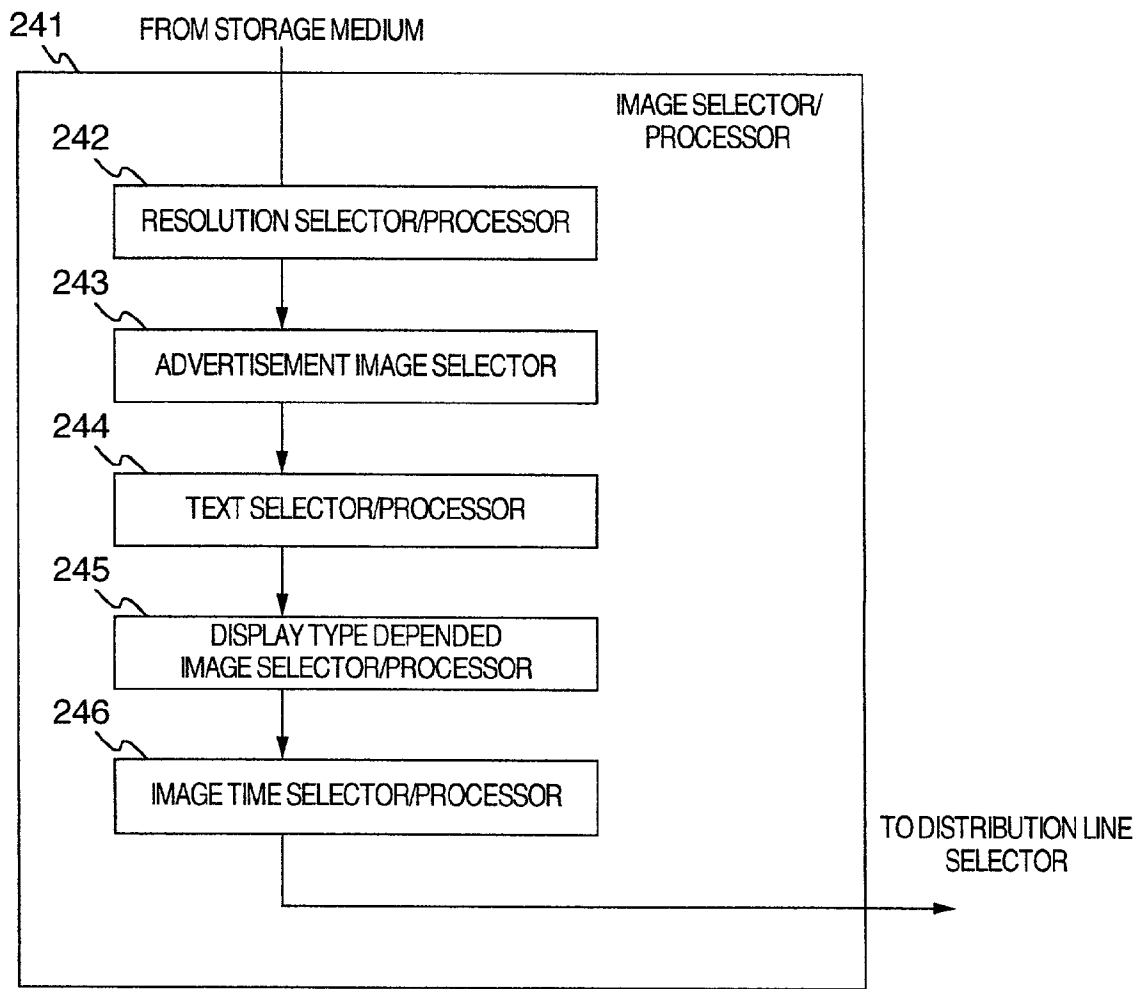 241
FROM STORAGE MEDIUM
IMAGE SELECTOR/
PROCESSOR
242
RESOLUTION SELECTOR/PROCESSOR
243
ADVERTISEMENT IMAGE SELECTOR
244
TEXT SELECTOR/PROCESSOR
245
DISPLAY TYPE DEPENDED
IMAGE SELECTOR/PROCESSOR
246
IMAGE TIME SELECTOR/PROCESSOR
TO DISTRIBUTION LINE
SELECTOR